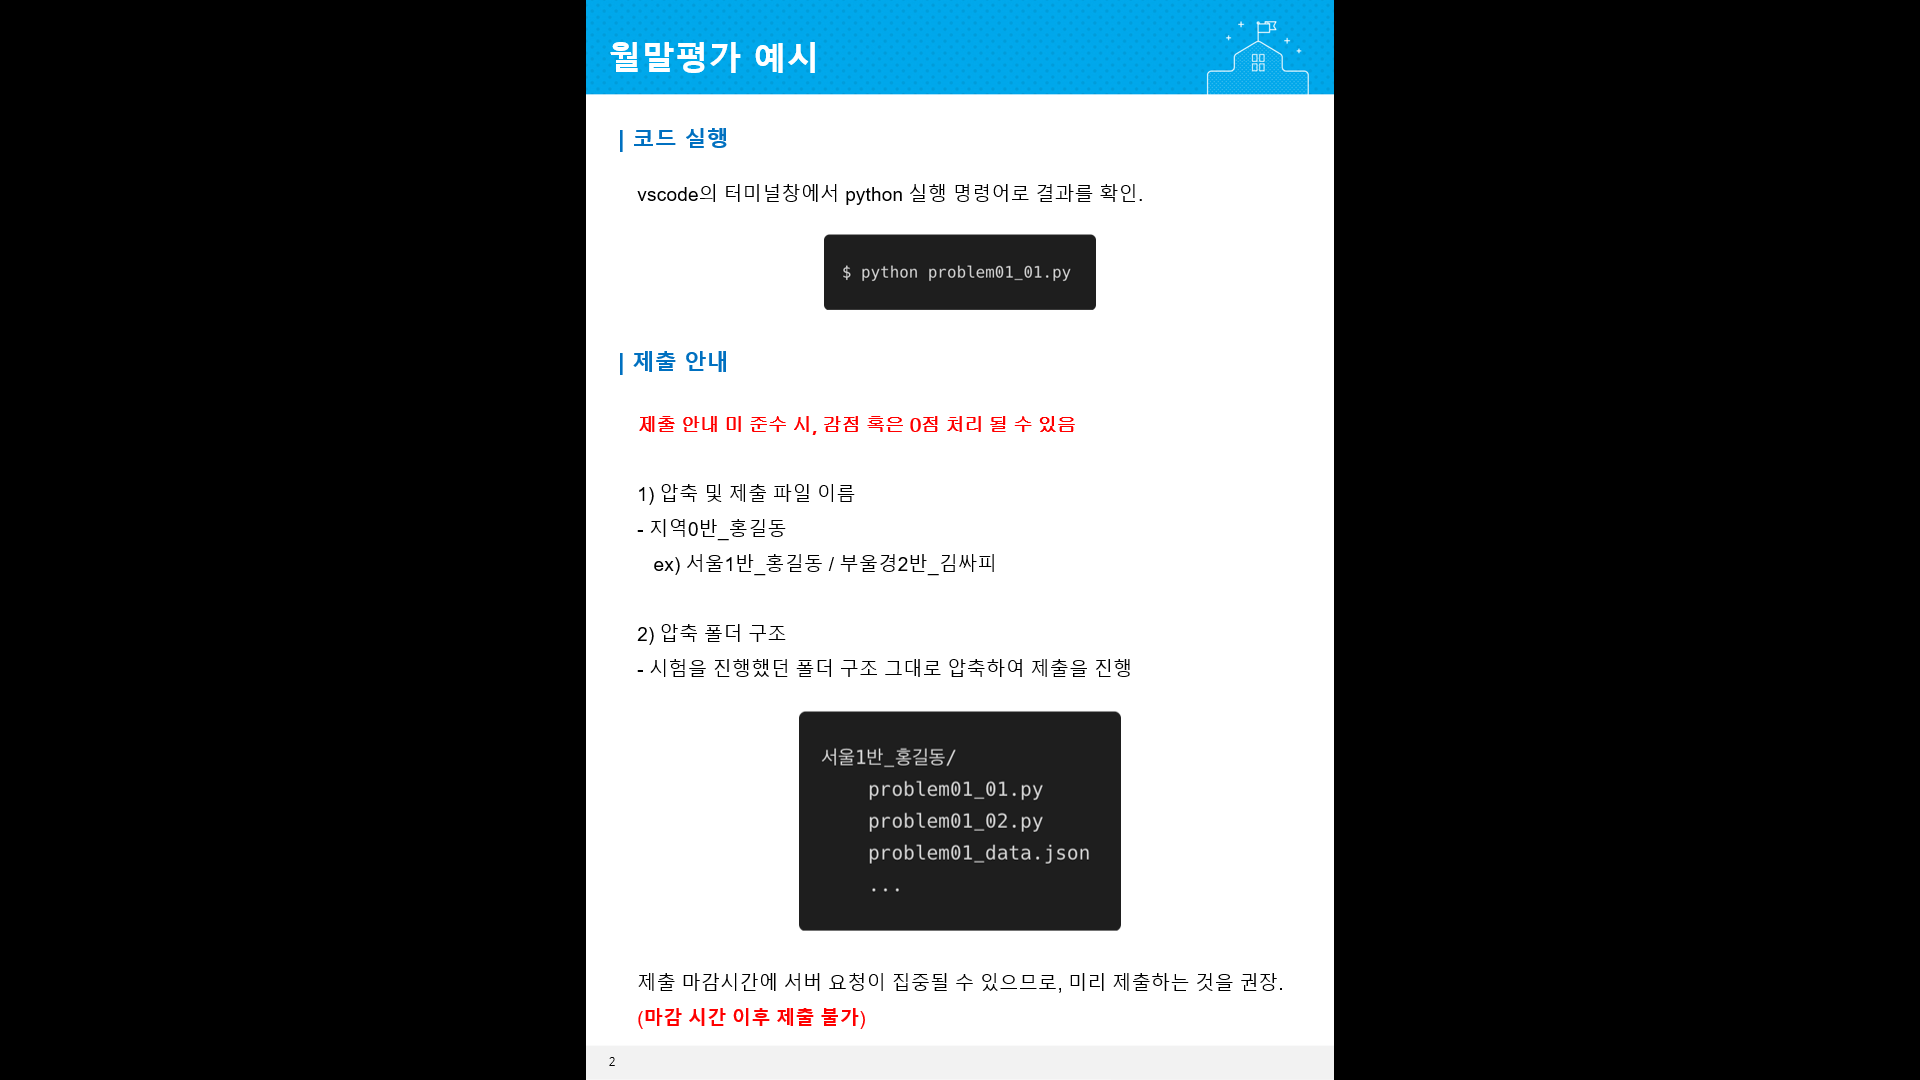 월말평가 예시
| 코드 실행
vscode의 터미널창에서 python 실행 명령어로 결과를 확인.
$ python problem01_01.py
| 제출 안내
제출 안내 미 준수 시, 감점 혹은 0점 처리 될 수 있음
1) 압축 및 제출 파일 이름
- 지역0반_홍길동
ex) 서울1반_홍길동 / 부울경2반_김싸피
2) 압축 폴더 구조
- 시험을 진행했던 폴더 구조 그대로 압축하여 제출을 진행
서울1반_홍길동/
problem01_01.py
problem01_02.py
problem01_data.json
...
제출 마감시간에 서버 요청이 집중될 수 있으므로, 미리 제출하는 것을 권장.
(마감 시간 이후 제출 불가)
2